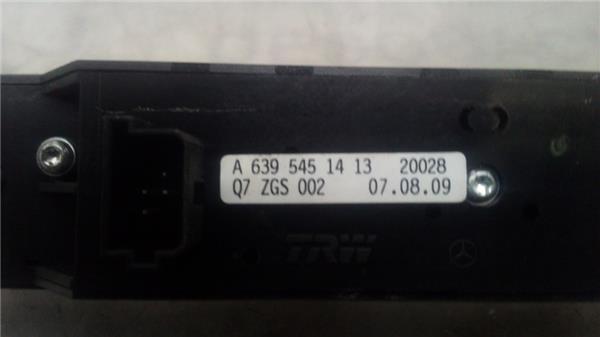 A 639 545 14 13 20028
Q7 ZGS 002 07.08.09
TRW